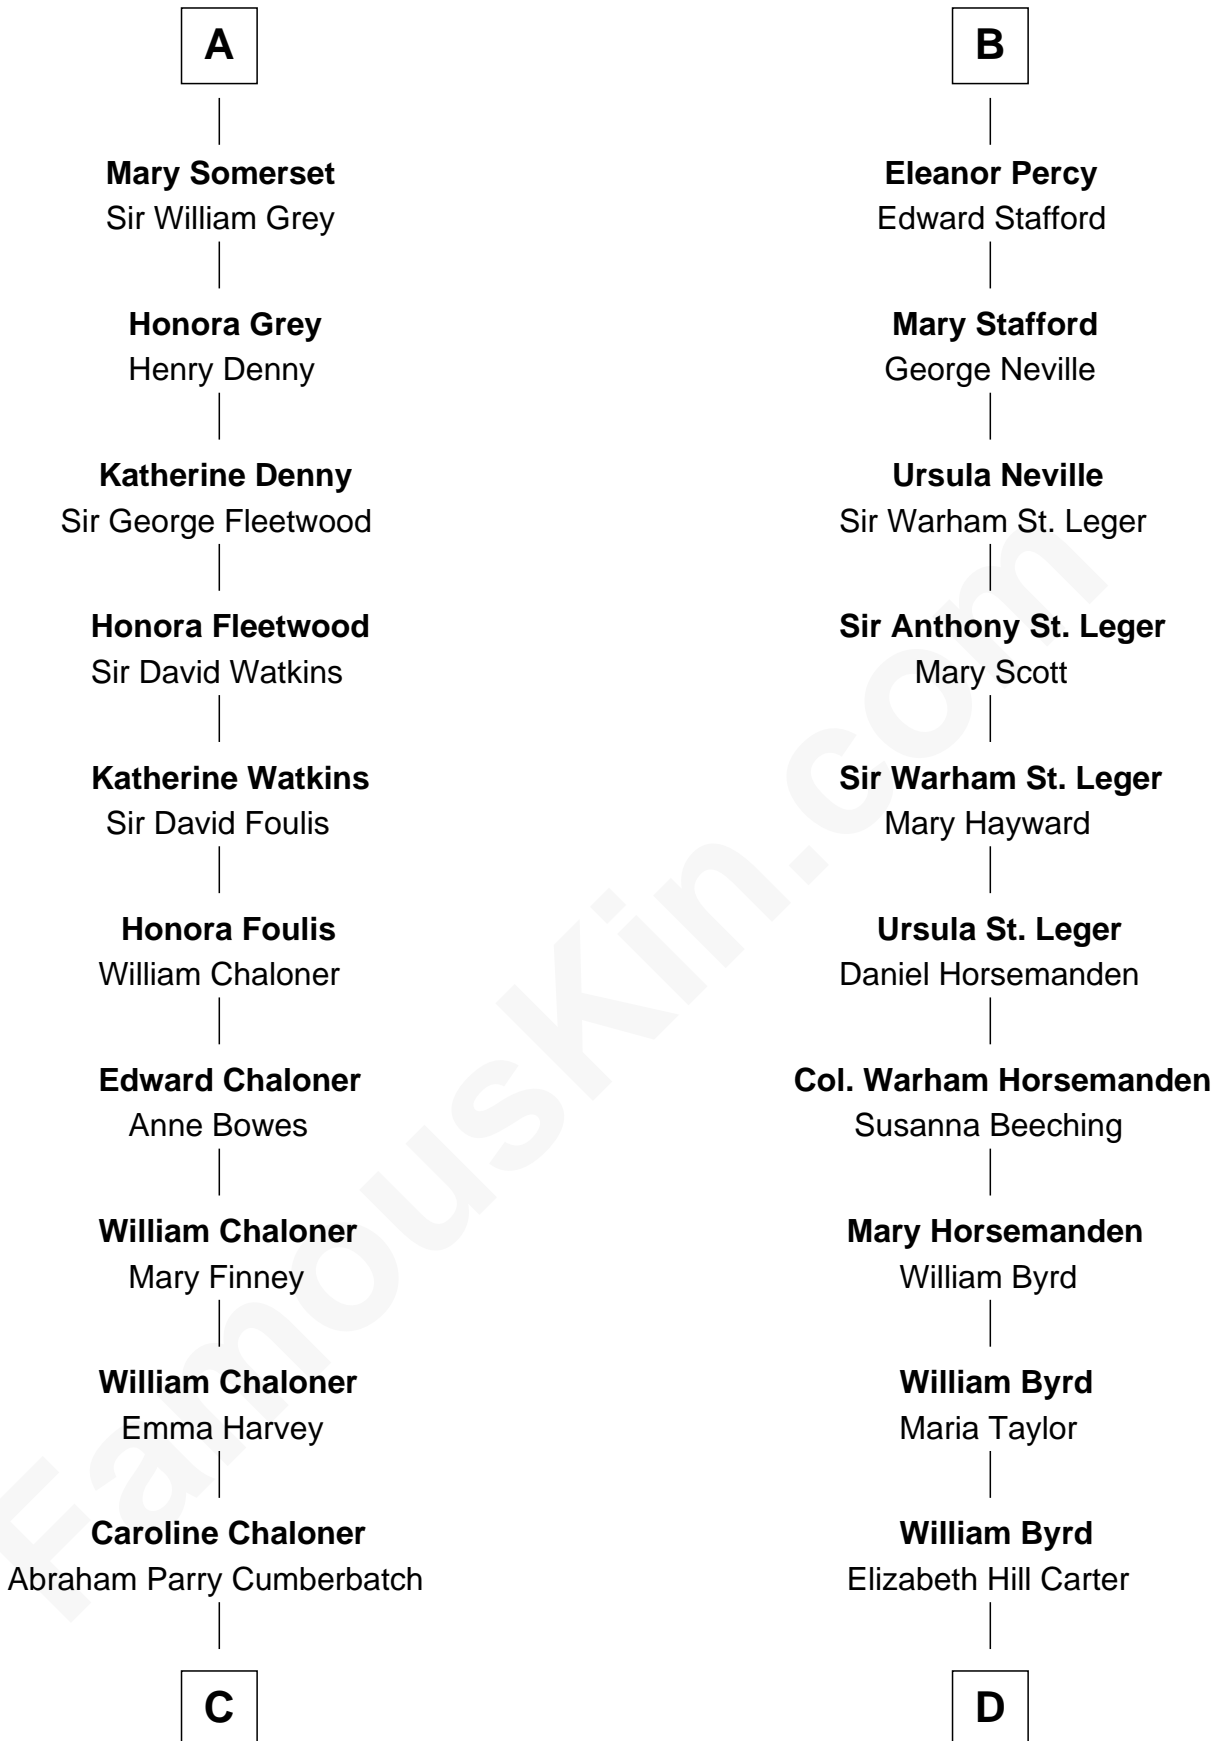 A
Mary Somerset
Sir William Grey
Honora Grey
Henry Denny
Katherine Denny
Sir George Fleetwood
Honora Fleetwood
Sir David Watkins
Katherine Watkins
Sir David Foulis
Honora Foulis
William Chaloner
Edward Chaloner
Anne Bowes
William Chaloner
Mary Finney
William Chaloner
Emma Harvey
Caroline Chaloner
Abraham Parry Cumberbatch
C
B
Eleanor Percy
Edward Stafford
Mary Stafford
George Neville
Ursula Neville
Sir Warham St. Leger
Sir Anthony St. Leger
Mary Scott
Sir Warham St. Leger
Mary Hayward
Ursula St. Leger
Daniel Horsemanden
Col. Warham Horsemanden
Susanna Beeching
Mary Horsemanden
William Byrd
William Byrd
Maria Taylor
William Byrd
Elizabeth Hill Carter
D
FamousKin.com